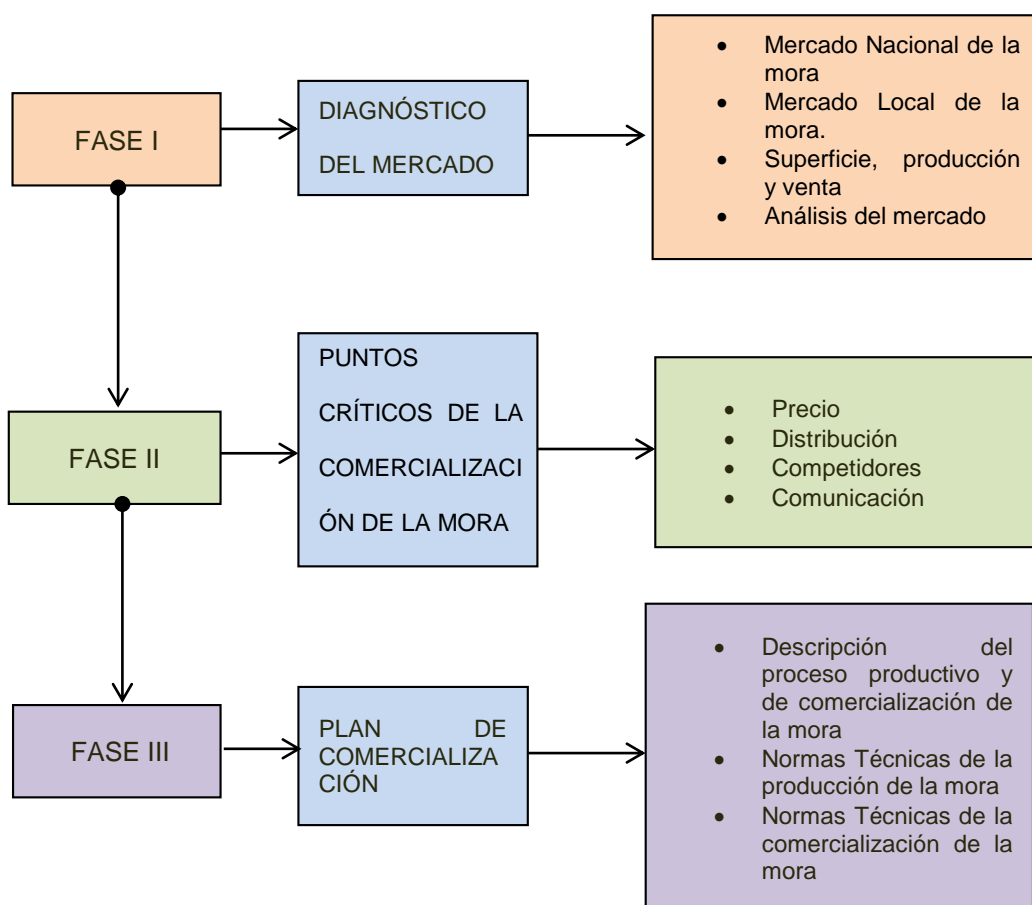 FASE I
DIAGNÓSTICO
DEL MERCADO
• Mercado Nacional de la
mora
• Mercado Local de la
mora.
• Superficie, producción
y venta
• Análisis del mercado
FASE II
PUNTOS
CRÍTICOS DE LA
COMERCIALIZACI
ÓN DE LA MORA
• Precio
• Distribución
• Competidores
• Comunicación
FASE III
PLAN DE
COMERCIALIZA
CIÓN
• Descripción del
proceso productivo y
de comercialización de
la mora
• Normas Técnicas de la
producción de la mora
• Normas Técnicas de la
comercialización de la
mora